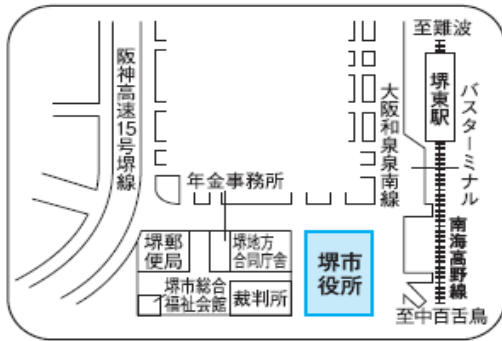 至難波
堺東駅
バスターミナル
阪神高速15号堺線
大阪和泉泉南線
年金事務所
南海高野線
堺郵
便局
堺地方
合同庁舎
堺市
役所
堺市総合
福祉会館
裁判所
至中百舌鳥